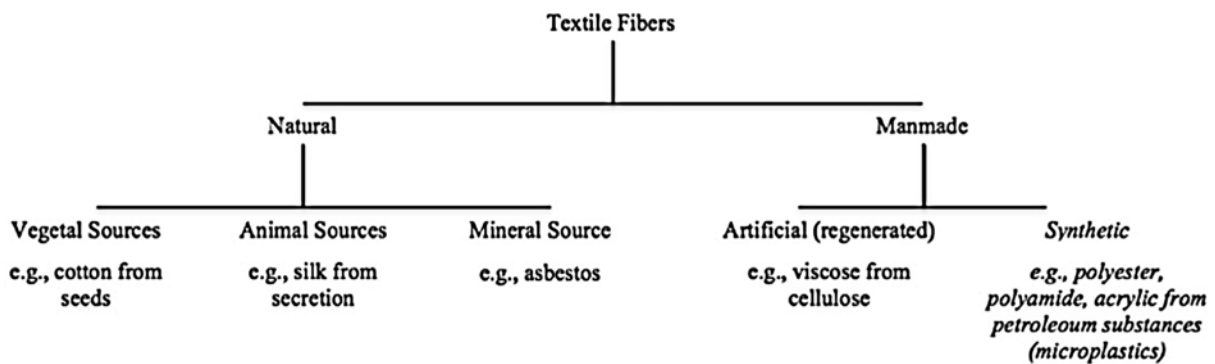 Textile Fibers
Natural
Manmade
Vegetal Sources
e.g., cotton from
seeds
Animal Sources
e.g., silk from
secretion
Mineral Source
e.g., asbestos
Artificial (regenerated)
e.g., viscose from
cellulose
Synthetic
e.g., polyester,
polyamide, acrylic from
petroleum substances
(microplastics)